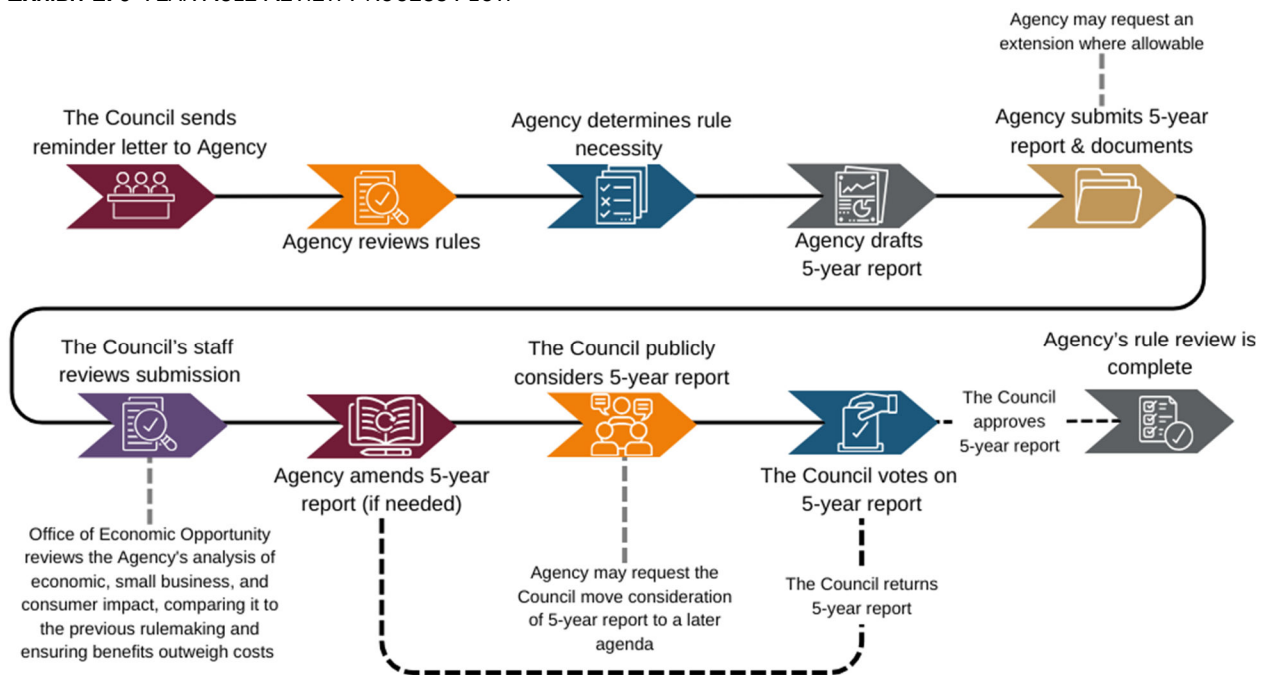 Agency may request an
extension where allowable
The Council sends
reminder letter to Agency
Agency reviews rules
Agency determines rule
necessity
Agency drafts
5-year report
Agency submits 5-year
report & documents
The Council's staff
reviews submission
Office of Economic Opportunity
reviews the Agency's analysis of
economic, small business, and
consumer impact, comparing it to
the previous rulemaking and
ensuring benefits outweigh costs
Agency amends 5-year
report (if needed)
The Council publicly
considers 5-year report
Agency may request the
Council move consideration
of 5-year report to a later
agenda
The Council votes on
5-year report
The Council returns
5-year report
The Council
approves
5-year report
Agency's rule review is
complete